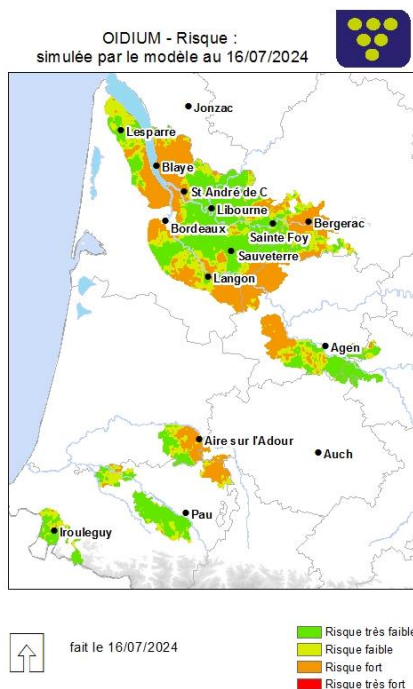 OIDIUM - Risque :
simulée par le modèle au 16/07/2024
Jonzac
Lesparre
Blaye
St André de C
Libourne
Bordeaux
Sainte Foy
Bergerac
Sauveterre
Langon
Agen
Aire sur l'Adour
Auch
Pau
Irouleguy
fait le 16/07/2024
Risque très faible
Risque faible
Risque fort
Risque très fort